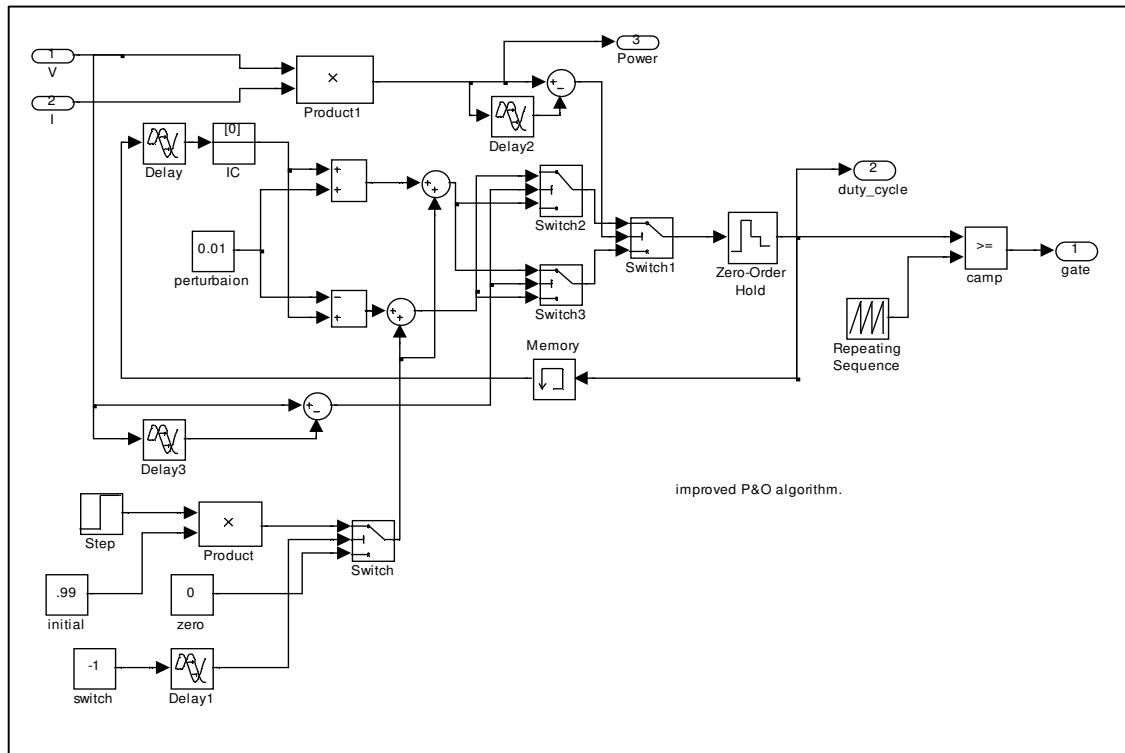 1
V
2
I
×
Product1
3
Power
+
−
Delay2
Delay
[0]
IC
+
+
+
+
0.01
perturbaion
−
+
+
+
Switch2
Switch3
Switch1
Zero-Order
Hold
2
duty_cycle
>=
camp
1
gate
Repeating
Sequence
Memory
+
−
Delay3
improved P&O algorithm.
Step
×
Product
Switch
.99
initial
0
zero
-1
switch
Delay1